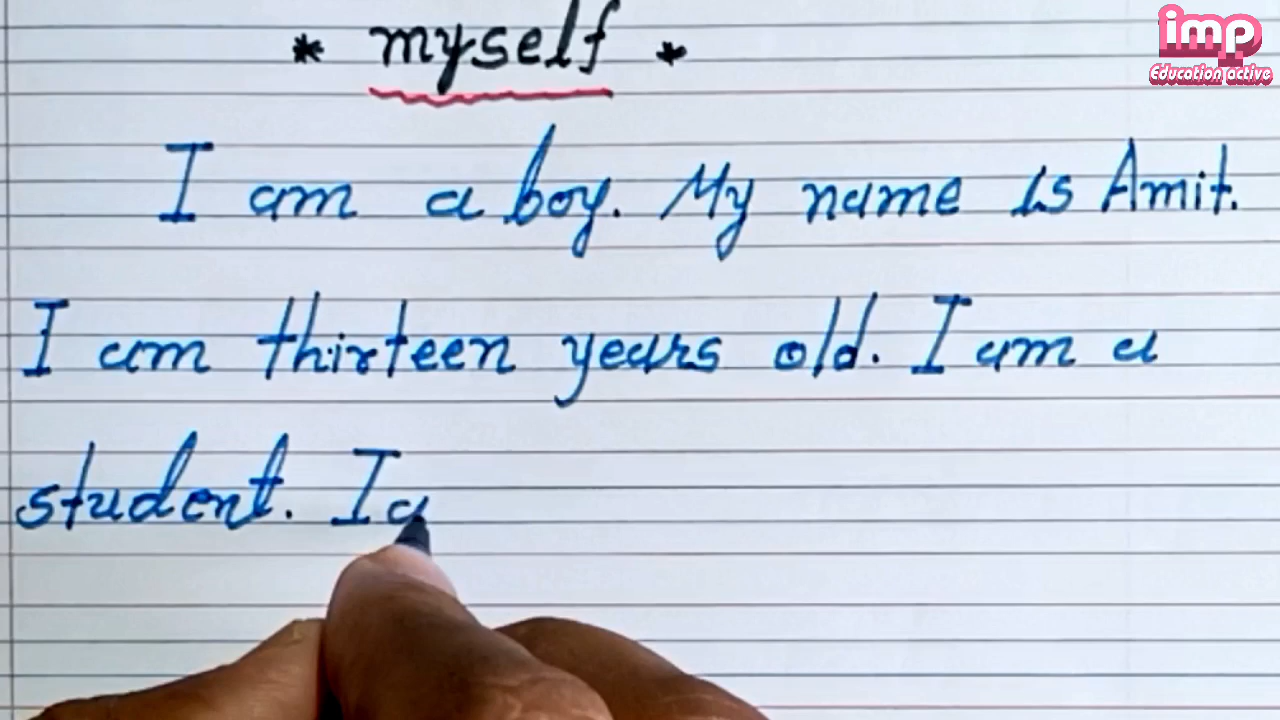 * myself *
imp
Education active
I am a boy. My name is Amit.
I am thirteen years old. I am a
student. I a